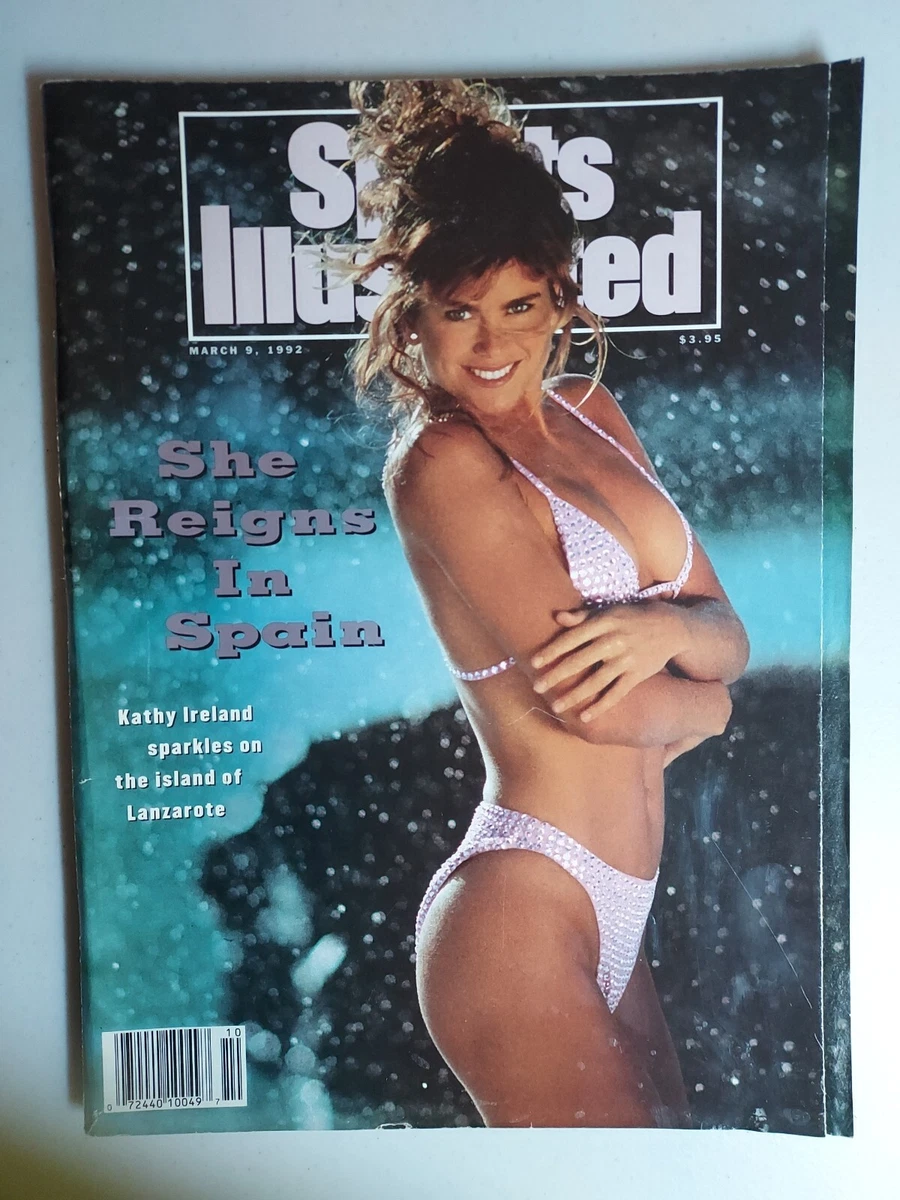 Sports
Illustrated
MARCH 9, 1992
$3.95
She
Reigns
In
Spain
Kathy Ireland
sparkles on
the island of
Lanzarote
10
0 72440 10049 7